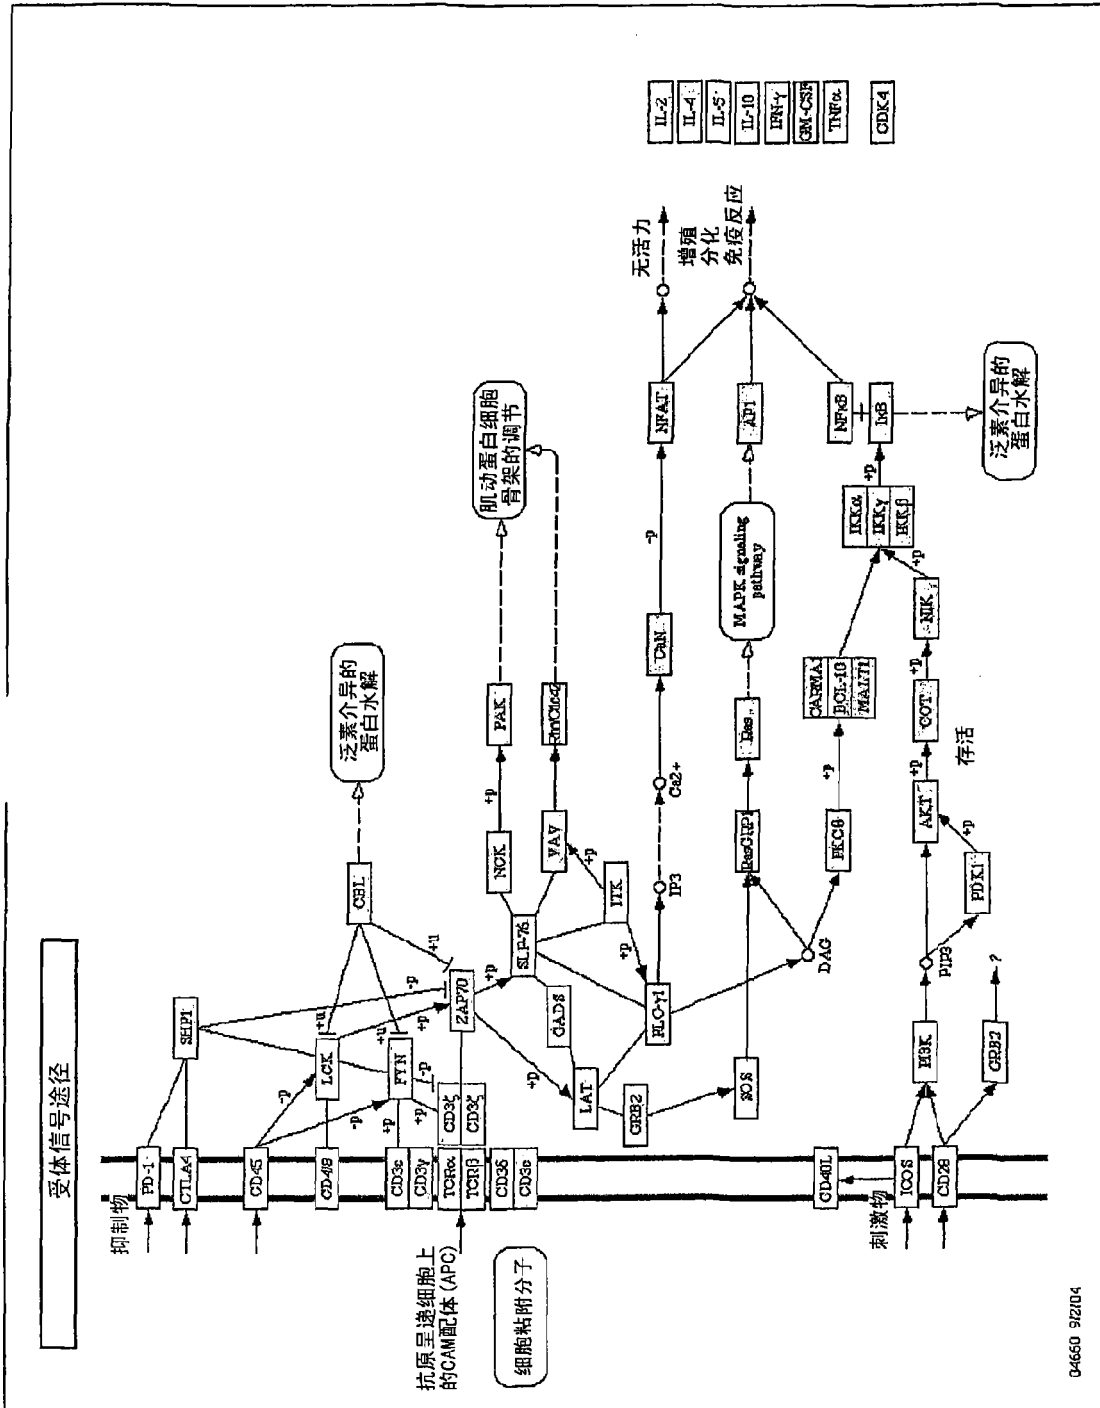 受体信号途径
抑制物
PD-1
CTLA4
SHP1
CD45
-p
-p
LCK
+u
CD4/8
CBL
泛素介异的
蛋白水解
FYN
+u
+p
+u
-p
CD3ε
CD3γ
+p
-p
抗原呈递细胞上
的CAM配体(APC)
TCRα
TCRβ
CD3ζ
CD3ζ
ZAP70
+p
CD3δ
CD3ε
细胞粘附分子
SLP-76
NCK
+p
PAK
肌动蛋白细胞
骨架的调节
VAV
+p
GADS
ITK
+p
+p
LAT
GRB2
PLC-γ1
IP3
Ca2+
CaN
-p
NFAT
无活力
SOS
RasGRP1
Ras
MAPK signaling
pathway
AP1
增殖
分化
免疫反应
DAG
PKCθ
+p
CARMA1
BCL-10
MALT1
IKKα
IKKγ
IKKβ
+p
NFκB
IκB
泛素介异的
蛋白水解
CD40L
刺激物
ICOS
CD28
PI3K
PIP3
AKT
+p
COT
+p
NIK
+p
存活
PDK1
+p
GRB2
?
IL-2
IL-4
IL-5
IL-10
IFN-γ
GM-CSF
TNFα
CDK4
04660 9/2/04